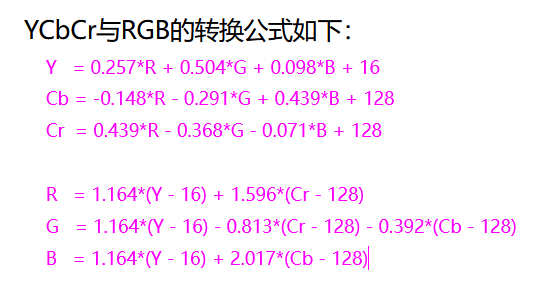 YCbCr与RGB的转换公式如下：
Y = 0.257*R + 0.504*G + 0.098*B + 16
Cb = -0.148*R - 0.291*G + 0.439*B + 128
Cr = 0.439*R - 0.368*G - 0.071*B + 128
R = 1.164*(Y - 16) + 1.596*(Cr - 128)
G = 1.164*(Y - 16) - 0.813*(Cr - 128) - 0.392*(Cb - 128)
B = 1.164*(Y - 16) + 2.017*(Cb - 128)